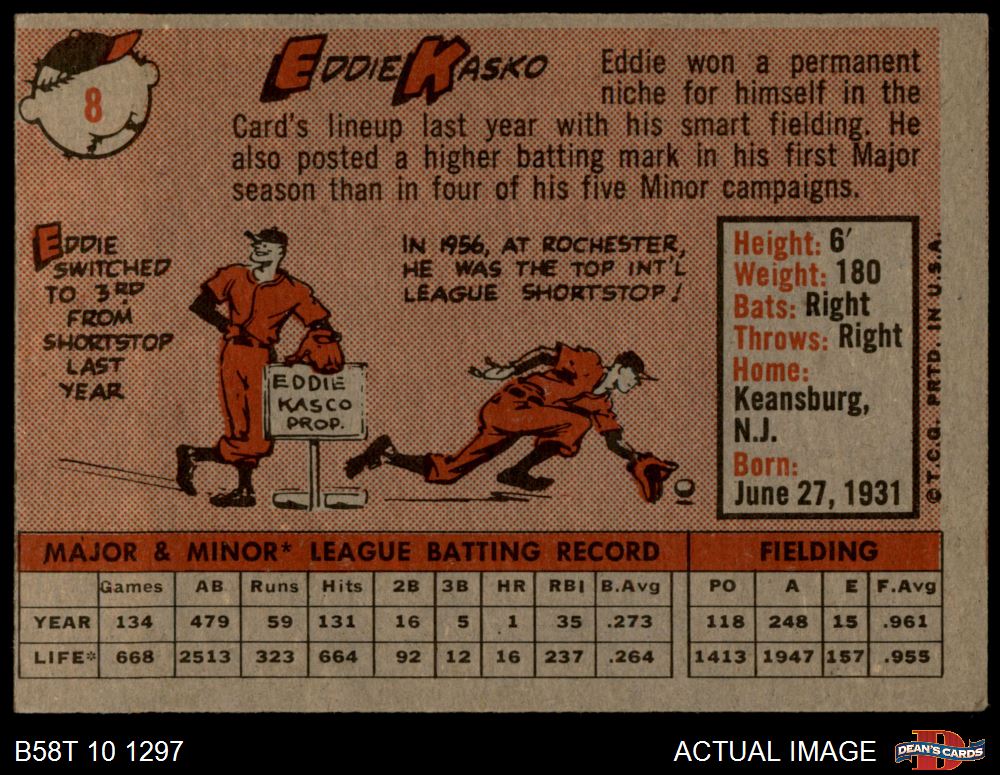 8
EDDIE KASKO
Eddie won a permanent
niche for himself in the
Card's lineup last year with his smart fielding. He
also posted a higher batting mark in his first Major
season than in four of his five Minor campaigns.
EDDIE
SWITCHED
TO 3RD
FROM
SHORTSTOP
LAST
YEAR
EDDIE
KASCO
PROP.
IN 1956, AT ROCHESTER,
HE WAS THE TOP INT'L
LEAGUE SHORTSTOP!
Height: 6'
Weight: 180
Bats: Right
Throws: Right
Home:
Keansburg,
N.J.
Born:
June 27, 1931
© T.C.G. PRTD. IN U.S.A.
MAJOR & MINOR* LEAGUE BATTING RECORD FIELDING
Games AB Runs Hits 2B 3B HR RBI B.Avg PO A E F.Avg
YEAR 134 479 59 131 16 5 1 35 .273 118 248 15 .961
LIFE* 668 2513 323 664 92 12 16 237 .264 1413 1947 157 .955
B58T 10 1297 ACTUAL IMAGE
D
DEAN'S CARDS